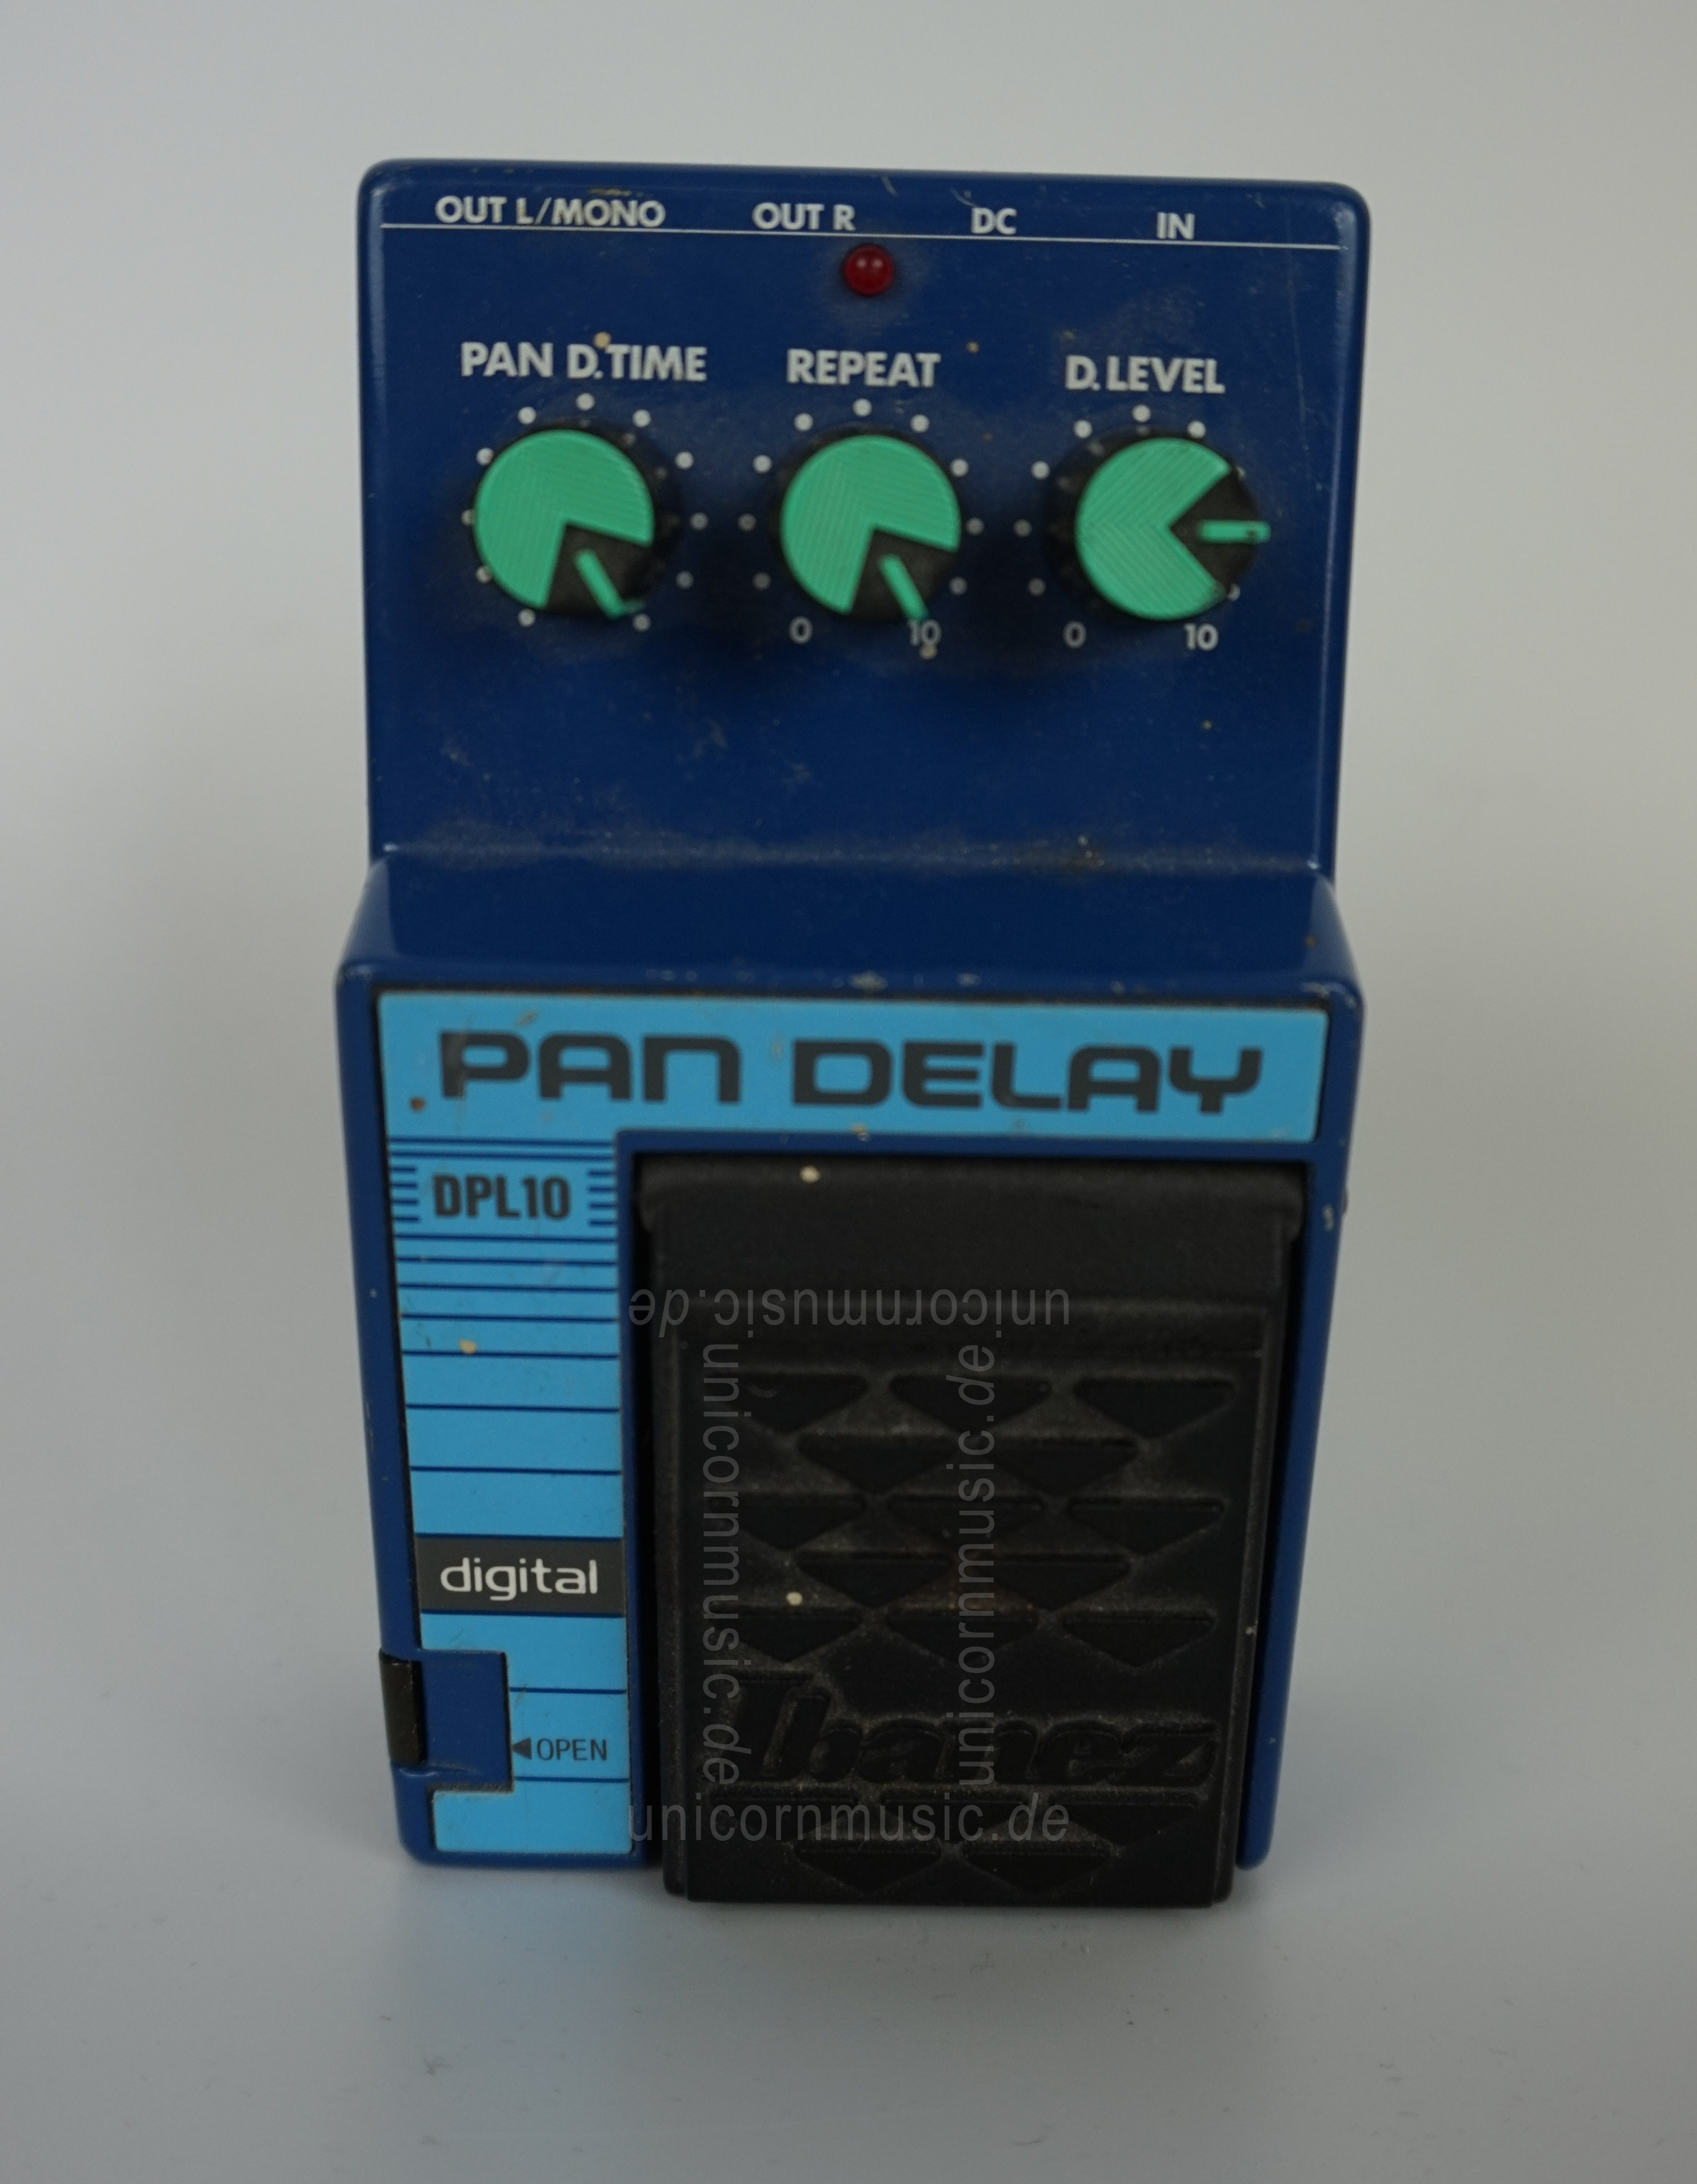 OUT L/MONO OUT R DC IN
PAN D.TIME REPEAT D.LEVEL
0 10 0 10
PAN DELAY
DPL10
unicornmusic.de
unicornmusic.de
unicornmusic.de
digital
Ibanez
OPEN
unicornmusic.de